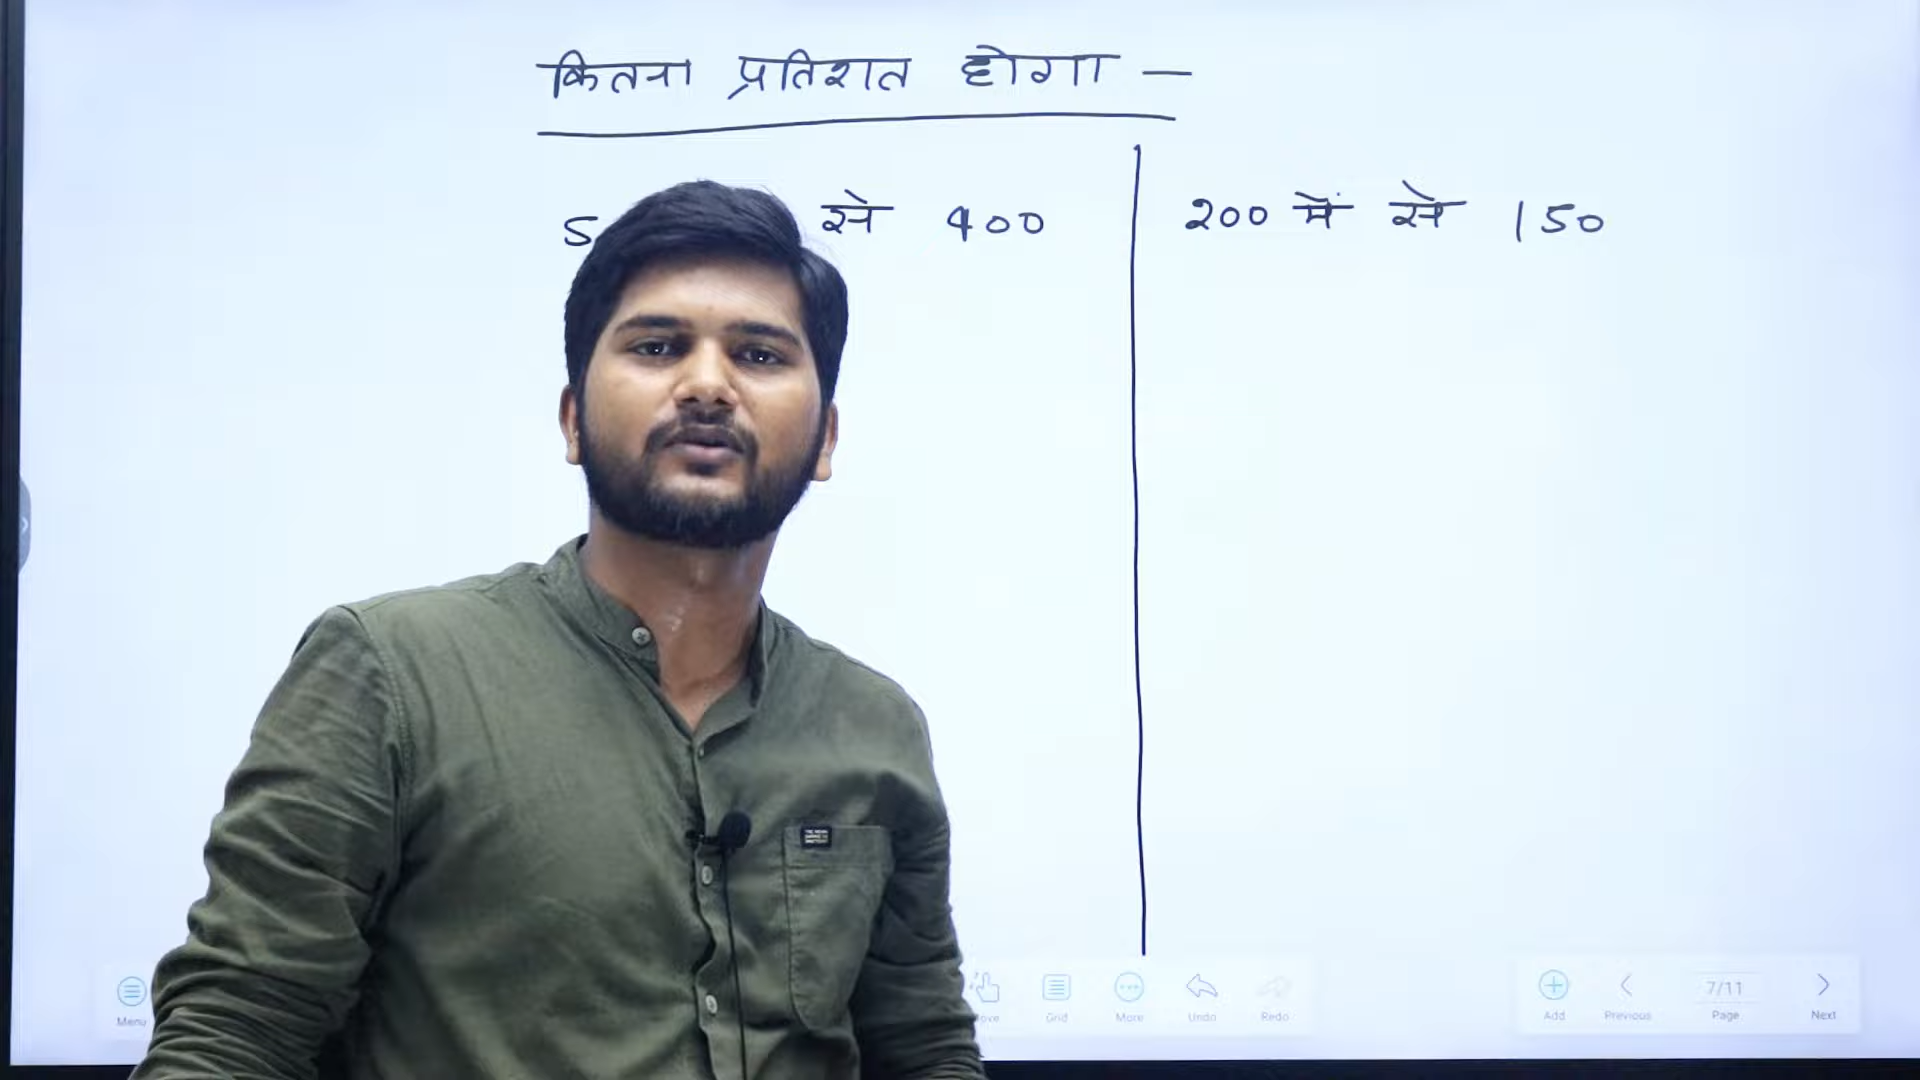 कितना प्रतिशत होगा —
से 400
200 में से 150
Menu
Grid
More
Undo
Redo
Add
Previous
7/11
Page
Next